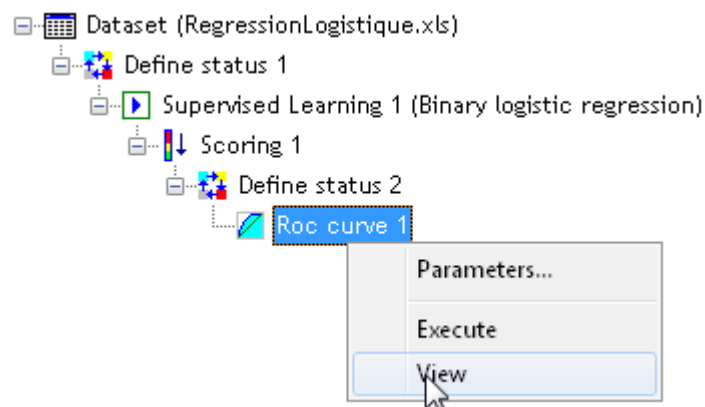 Dataset (RegressionLogistique.xls)
Define status 1
Supervised Learning 1 (Binary logistic regression)
Scoring 1
Define status 2
Roc curve 1
Parameters...
Execute
View